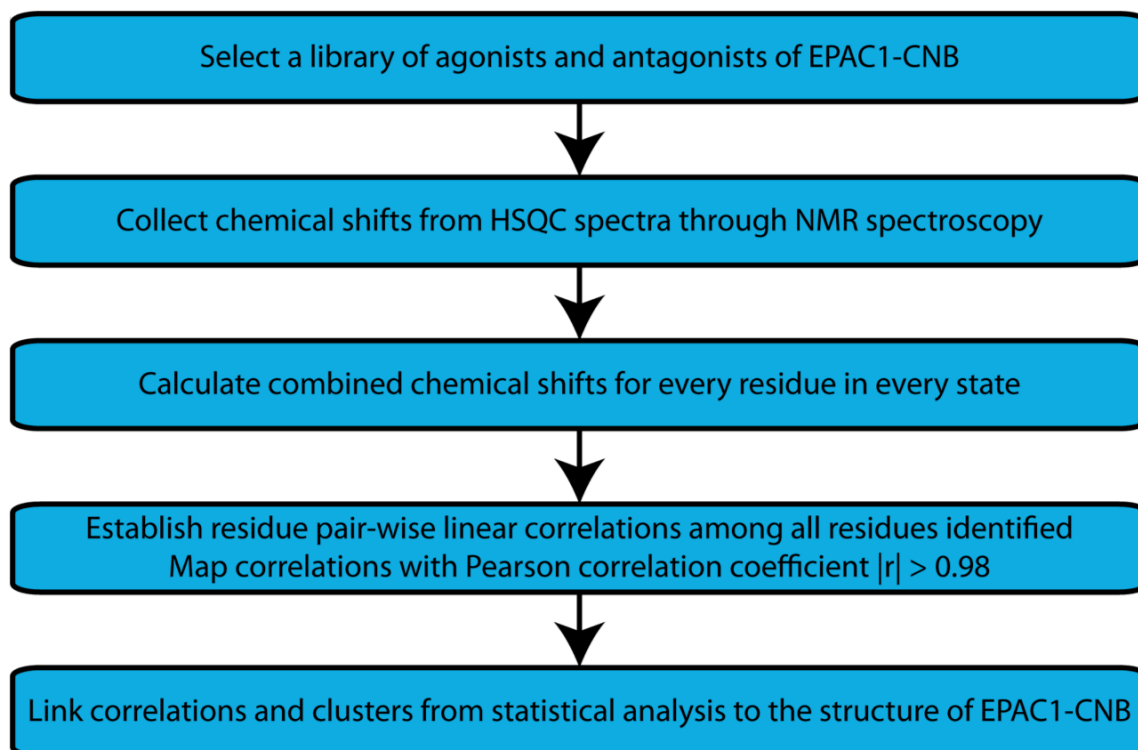 Select a library of agonists and antagonists of EPAC1-CNB
Collect chemical shifts from HSQC spectra through NMR spectroscopy
Calculate combined chemical shifts for every residue in every state
Establish residue pair-wise linear correlations among all residues identified
Map correlations with Pearson correlation coefficient |r| > 0.98
Link correlations and clusters from statistical analysis to the structure of EPAC1-CNB